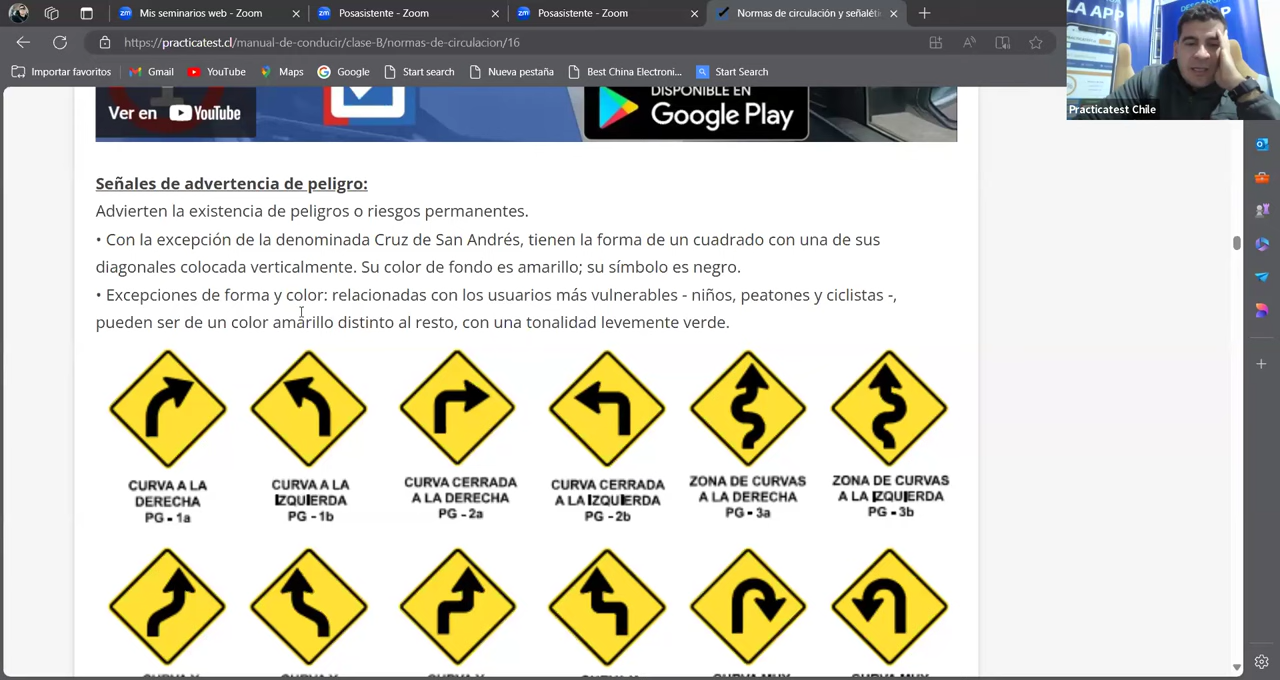 Mis seminarios web - Zoom
Posasistente - Zoom
Posasistente - Zoom
Normas de circulación y señaléti
https://practicatest.cl/manual-de-conducir/clase-B/normas-de-circulacion/16
Importar favoritos
Gmail
YouTube
Maps
Google
Start search
Nueva pestaña
Best China Electroni...
Start Search
LA APP
Practicatest Chile
Ver en YouTube
DISPONIBLE EN
Google Play
Señales de advertencia de peligro:
Advierten la existencia de peligros o riesgos permanentes.
• Con la excepción de la denominada Cruz de San Andrés, tienen la forma de un cuadrado con una de sus
diagonales colocada verticalmente. Su color de fondo es amarillo; su símbolo es negro.
• Excepciones de forma y color: relacionadas con los usuarios más vulnerables - niños, peatones y ciclistas -,
pueden ser de un color amarillo distinto al resto, con una tonalidad levemente verde.
CURVA A LA
DERECHA
PG - 1a
CURVA A LA
IZQUIERDA
PG - 1b
CURVA CERRADA
A LA DERECHA
PG - 2a
CURVA CERRADA
A LA IZQUIERDA
PG - 2b
ZONA DE CURVAS
A LA DERECHA
PG - 3a
ZONA DE CURVAS
A LA IZQUIERDA
PG - 3b